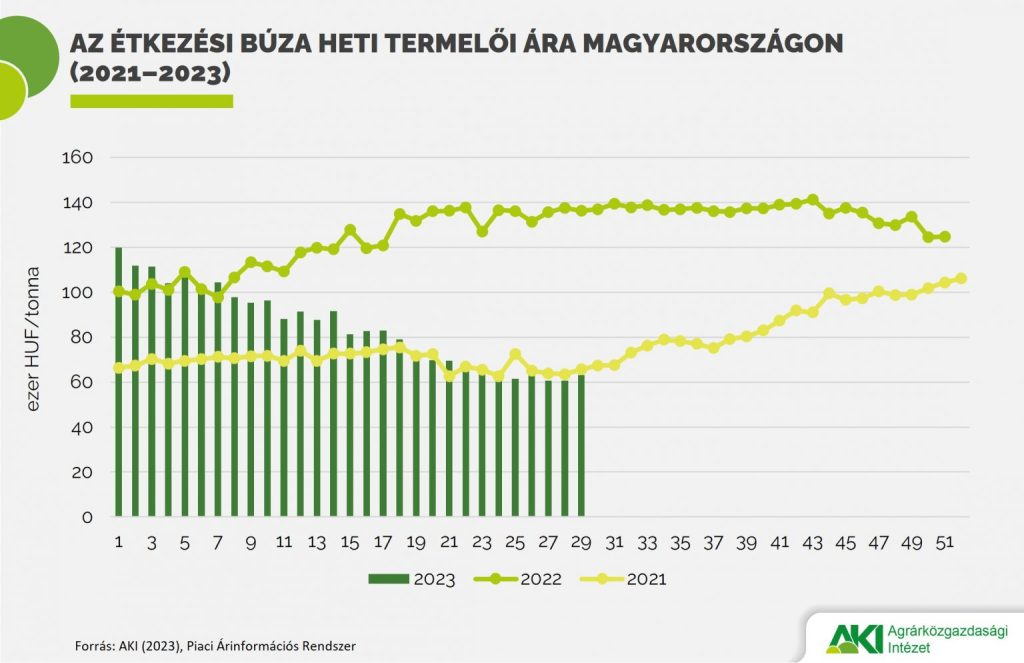 AZ ÉTKEZÉSI BÚZA HETI TERMELŐI ÁRA MAGYARORSZÁGON
(2021–2023)
ezer HUF/tonna
160
140
120
100
80
60
40
20
0
1 3 5 7 9 11 13 15 17 19 21 23 25 27 29 31 33 35 37 39 41 43 45 47 49 51
2023 2022 2021
Forrás: AKI (2023), Piaci Árinformációs Rendszer
AKI Agrárközgazdasági
Intézet